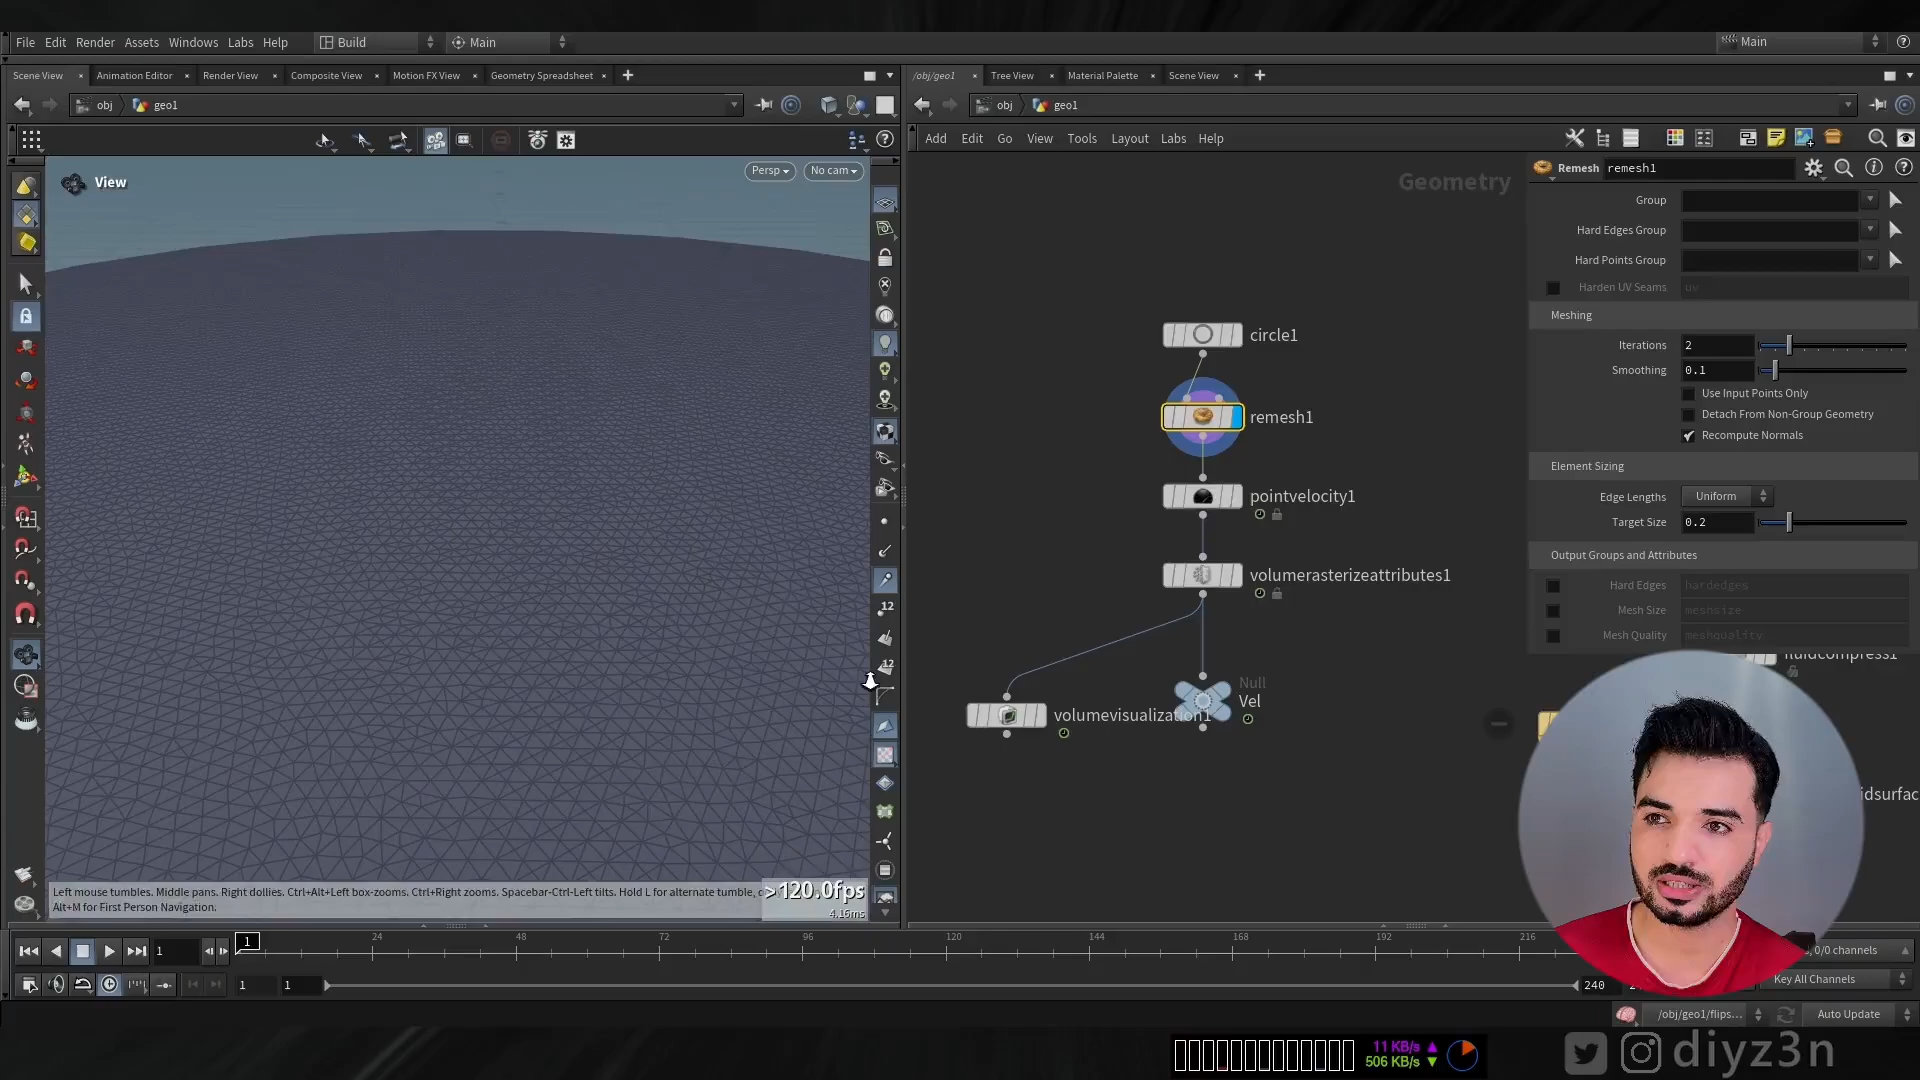 File Edit Render Assets Windows Labs Help Build Main Main
Scene View Animation Editor Render View Composite View Motion FX View Geometry Spreadsheet
/obj/geo1 Tree View Material Palette Scene View
obj geo1
obj geo1
Add Edit Go View Tools Layout Labs Help
View
Persp No cam
Geometry
12
12
Left mouse tumbles. Middle pans. Right dollies. Ctrl+Alt+Left box-zooms. Ctrl+Right zooms. Spacebar-Ctrl-Left tilts. Hold L for alternate tumble,
Alt+M for First Person Navigation.
>120.0fps
4.16ms
circle1
remesh1
pointvelocity1
volumerasterizeattributes1
volumevisualization1
Null
Vel
Remesh remesh1
Group
Hard Edges Group
Hard Points Group
Harden UV Seams uv
Meshing
Iterations 2
Smoothing 0.1
Use Input Points Only
Detach From Non-Group Geometry
Recompute Normals
Element Sizing
Edge Lengths Uniform
Target Size 0.2
Output Groups and Attributes
Hard Edges hardedges
Mesh Size meshsize
Mesh Quality meshquality
fluidcompress1
idsurfac
1 1 24 48 72 96 120 144 168 192 216
0/0 channels
1 1 240
Key All Channels
/obj/geo1/flips... Auto Update
11 KB/s
506 KB/s
diyz3n